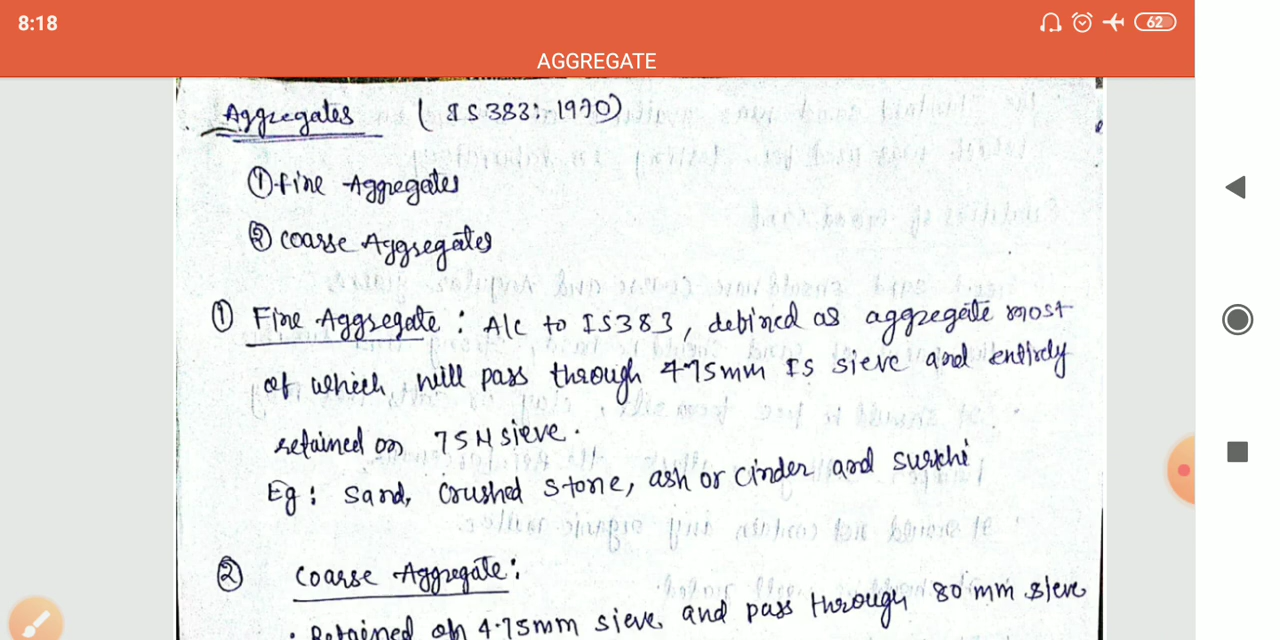 8:18
62
AGGREGATE
Aggregates (IS383:-1970)
① Fine Aggregates
② Coarse Aggregates
① Fine Aggregate : A/c to IS383, defined as aggregate most
of which will pass through 4.75mm IS sieve and entirely
retained on 75μ sieve.
Eg: Sand, Crushed stone, ash or cinder and surkhi
② Coarse Aggregate:
• Retained on 4.75mm sieve and pass through 80 mm sieve